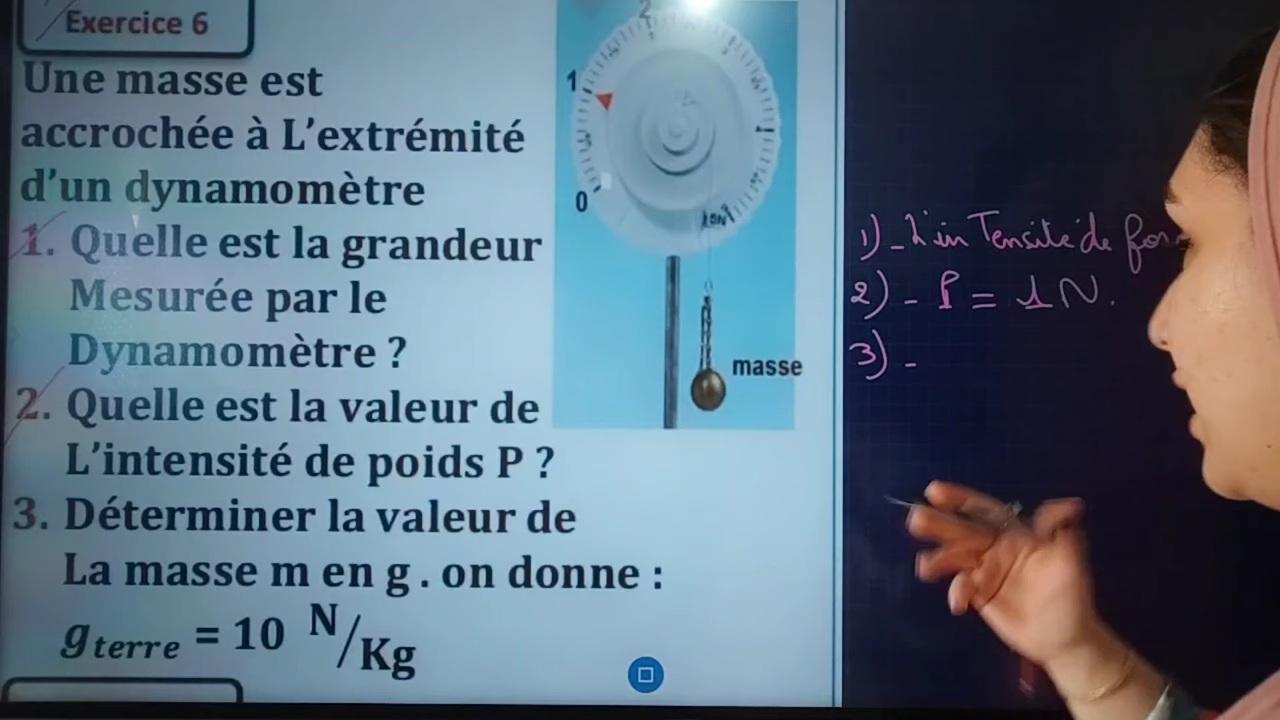 Exercice 6
Une masse est
accrochée à L'extrémité
d'un dynamomètre
1. Quelle est la grandeur
Mesurée par le
Dynamomètre ?
2. Quelle est la valeur de
L'intensité de poids P ?
3. Déterminer la valeur de
La masse m en g . on donne :
g terre = 10 N/Kg
2
1
0
masse
1) - L'intensité de
2) - P = 1 N.
3) -